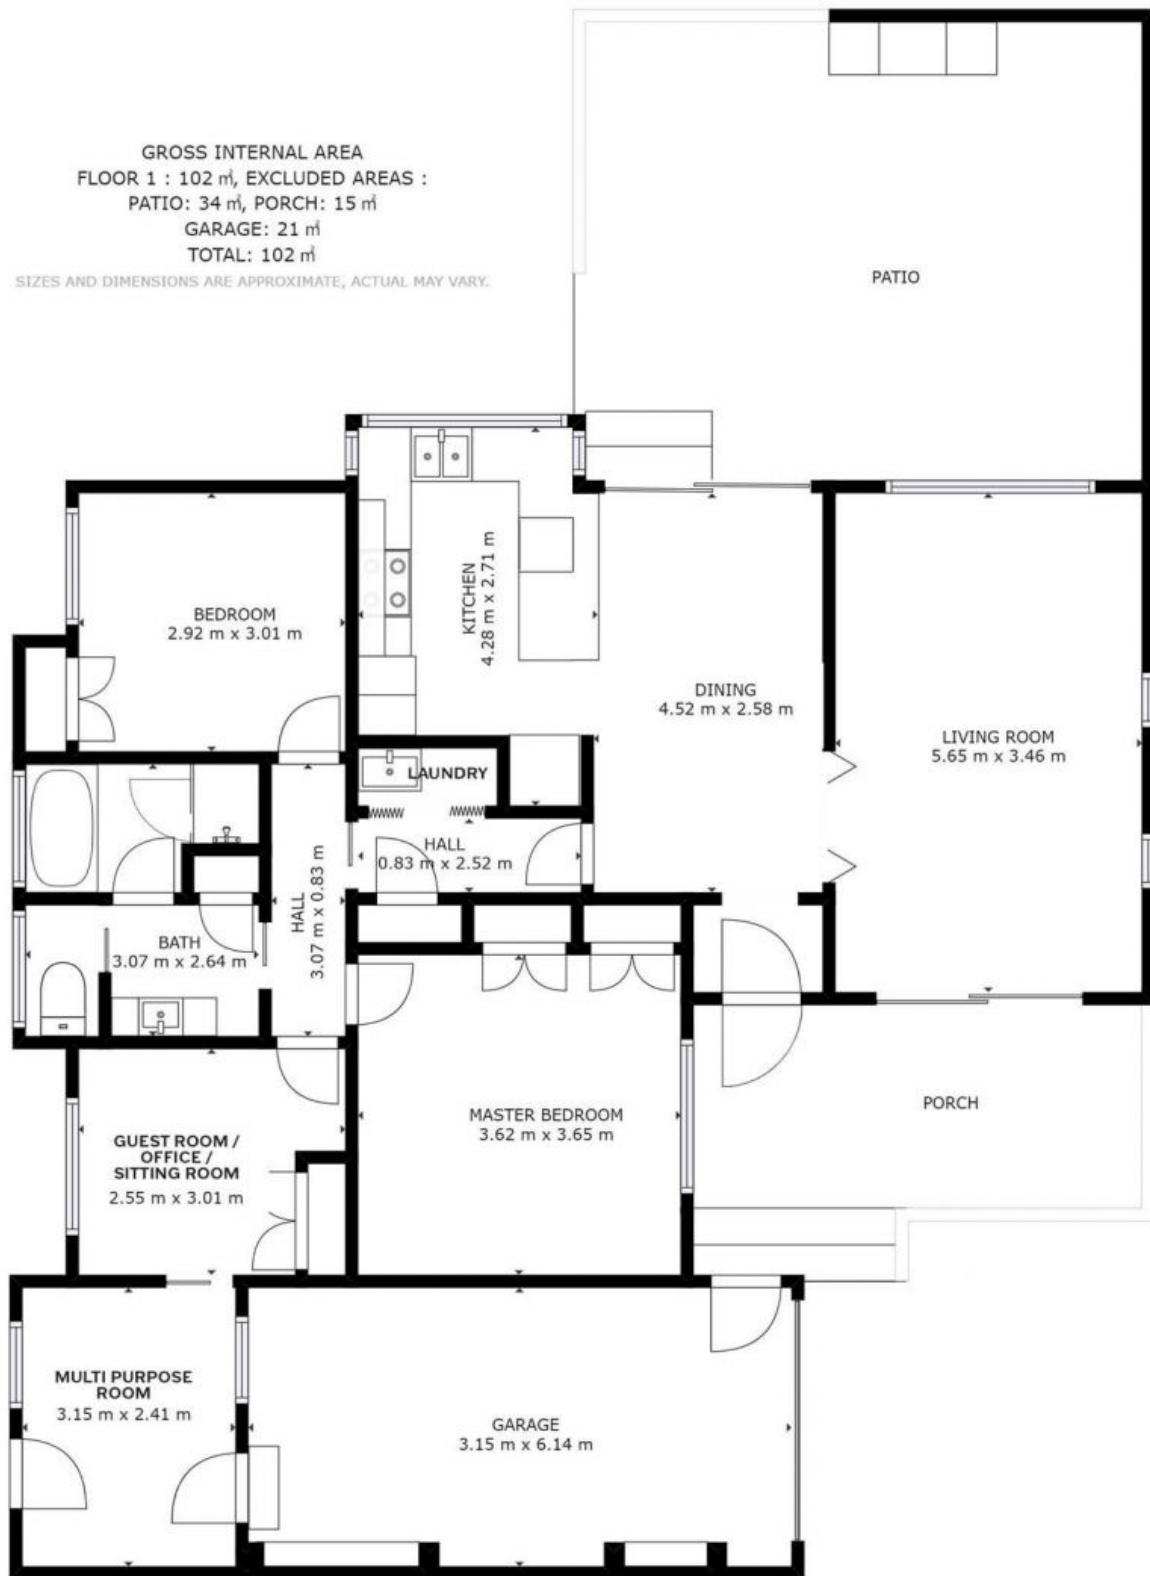 GROSS INTERNAL AREA
FLOOR 1 : 102 ㎡, EXCLUDED AREAS :
PATIO: 34 ㎡, PORCH: 15 ㎡
GARAGE: 21 ㎡
TOTAL: 102 ㎡
SIZES AND DIMENSIONS ARE APPROXIMATE, ACTUAL MAY VARY.
PATIO
BEDROOM
2.92 m x 3.01 m
KITCHEN
4.28 m x 2.71 m
DINING
4.52 m x 2.58 m
LIVING ROOM
5.65 m x 3.46 m
LAUNDRY
HALL
0.83 m x 2.52 m
HALL
3.07 m x 0.83 m
BATH
3.07 m x 2.64 m
MASTER BEDROOM
3.62 m x 3.65 m
PORCH
GUEST ROOM /
OFFICE /
SITTING ROOM
2.55 m x 3.01 m
MULTI PURPOSE
ROOM
3.15 m x 2.41 m
GARAGE
3.15 m x 6.14 m